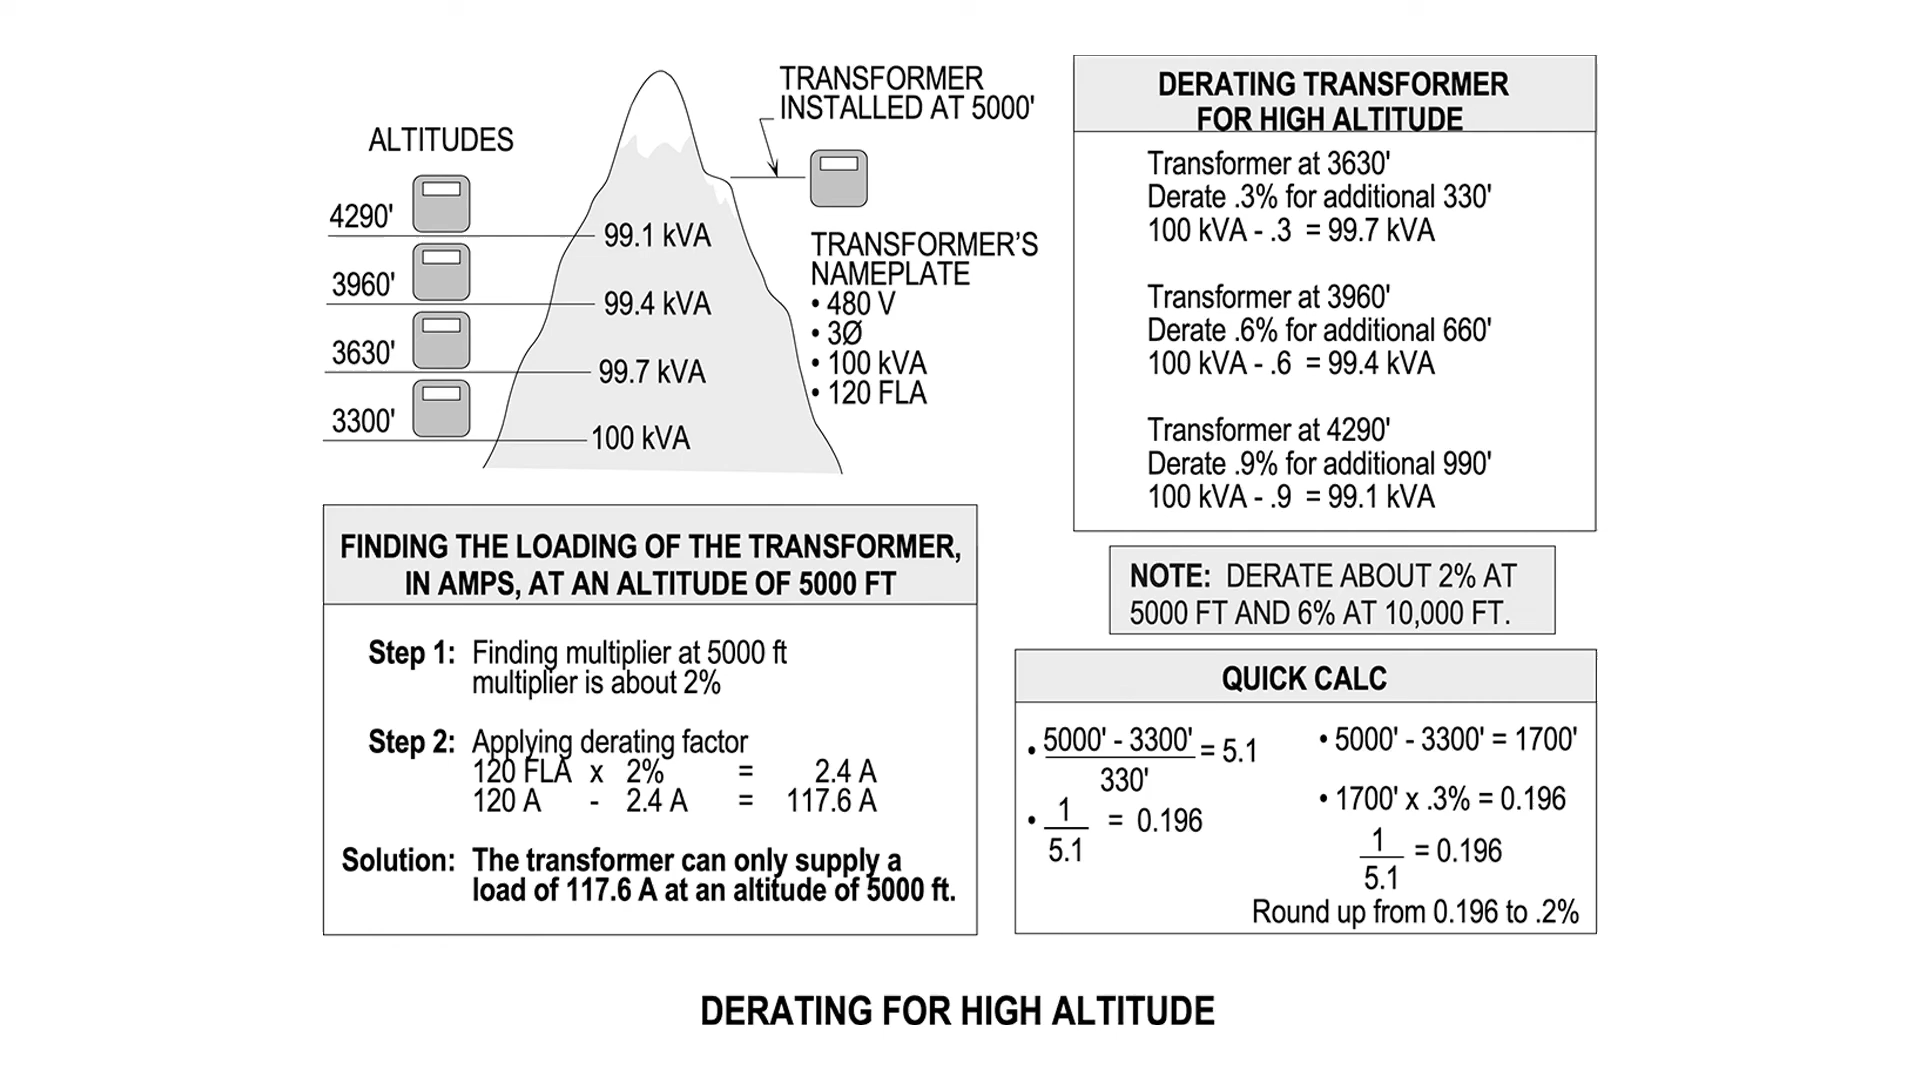 ALTITUDES
4290'
3960'
3630'
3300'
99.1 kVA
99.4 kVA
99.7 kVA
100 kVA
TRANSFORMER
INSTALLED AT 5000'
TRANSFORMER’S
NAMEPLATE
• 480 V
• 3Ø
• 100 kVA
• 120 FLA
DERATING TRANSFORMER
FOR HIGH ALTITUDE
Transformer at 3630'
Derate .3% for additional 330'
100 kVA - .3 = 99.7 kVA
Transformer at 3960'
Derate .6% for additional 660'
100 kVA - .6 = 99.4 kVA
Transformer at 4290'
Derate .9% for additional 990'
100 kVA - .9 = 99.1 kVA
FINDING THE LOADING OF THE TRANSFORMER,
IN AMPS, AT AN ALTITUDE OF 5000 FT
Step 1: Finding multiplier at 5000 ft
multiplier is about 2%
Step 2: Applying derating factor
120 FLA x 2% = 2.4 A
120 A - 2.4 A = 117.6 A
Solution: The transformer can only supply a
load of 117.6 A at an altitude of 5000 ft.
NOTE: DERATE ABOUT 2% AT
5000 FT AND 6% AT 10,000 FT.
QUICK CALC
• 5000' - 3300' = 5.1
330'
• 1 = 0.196
5.1
• 5000' - 3300' = 1700'
• 1700' x .3% = 0.196
1 = 0.196
5.1
Round up from 0.196 to .2%
DERATING FOR HIGH ALTITUDE